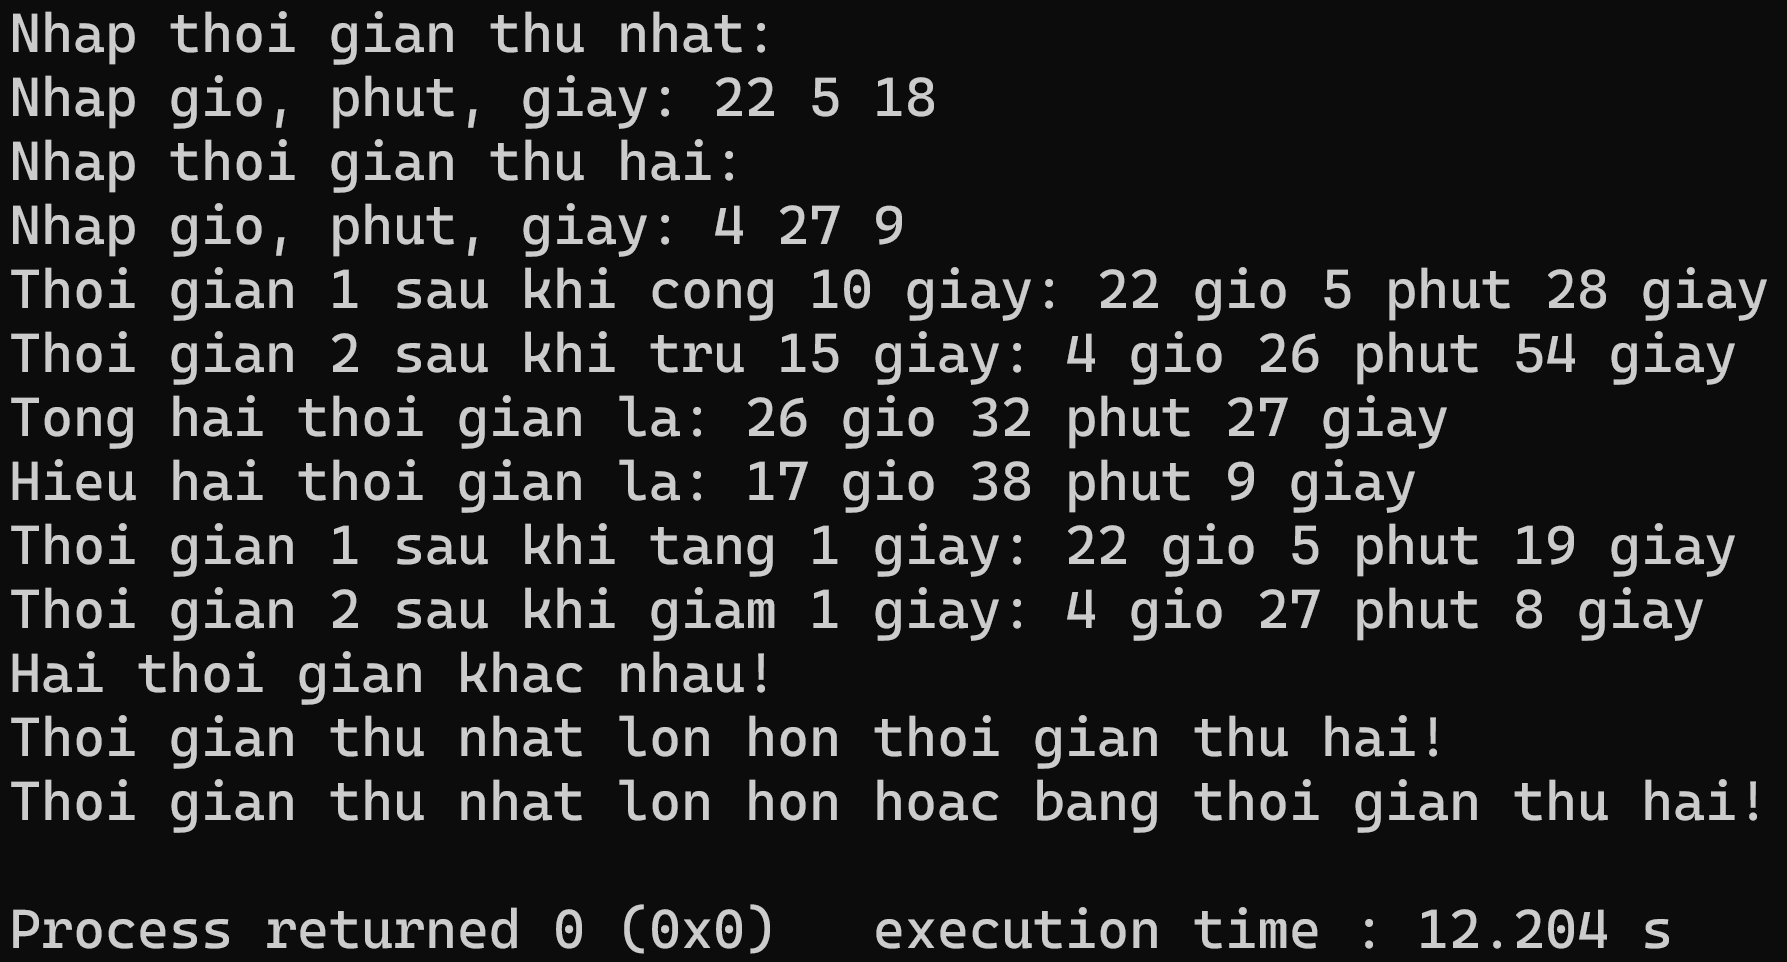 Nhap thoi gian thu nhat:
Nhap gio, phut, giay: 22 5 18
Nhap thoi gian thu hai:
Nhap gio, phut, giay: 4 27 9
Thoi gian 1 sau khi cong 10 giay: 22 gio 5 phut 28 giay
Thoi gian 2 sau khi tru 15 giay: 4 gio 26 phut 54 giay
Tong hai thoi gian la: 26 gio 32 phut 27 giay
Hieu hai thoi gian la: 17 gio 38 phut 9 giay
Thoi gian 1 sau khi tang 1 giay: 22 gio 5 phut 19 giay
Thoi gian 2 sau khi giam 1 giay: 4 gio 27 phut 8 giay
Hai thoi gian khac nhau!
Thoi gian thu nhat lon hon thoi gian thu hai!
Thoi gian thu nhat lon hon hoac bang thoi gian thu hai!
Process returned 0 (0x0)   execution time : 12.204 s